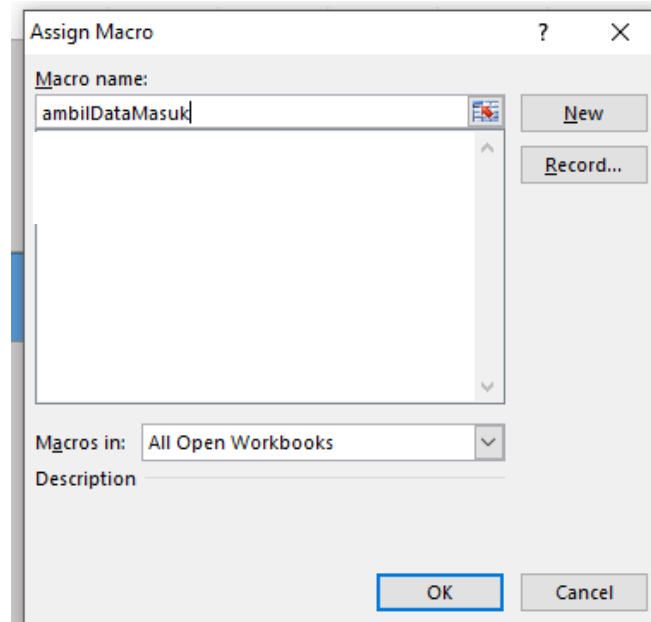 Assign Macro ? X
Macro name:
ambilDataMasuk
New
Record...
Macros in: All Open Workbooks
Description
OK Cancel